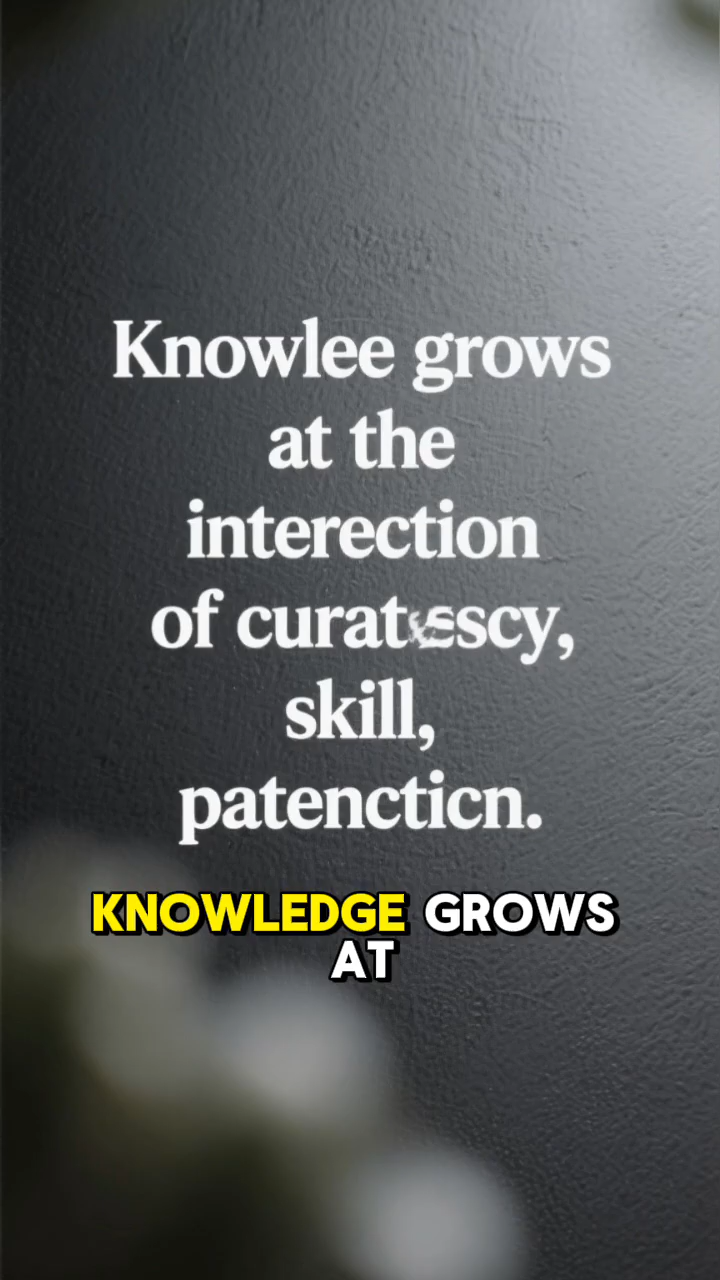 Knowlee grows
at the
interection
of
skill,
patencticn.
KNOWLEDGE GROWS
AT